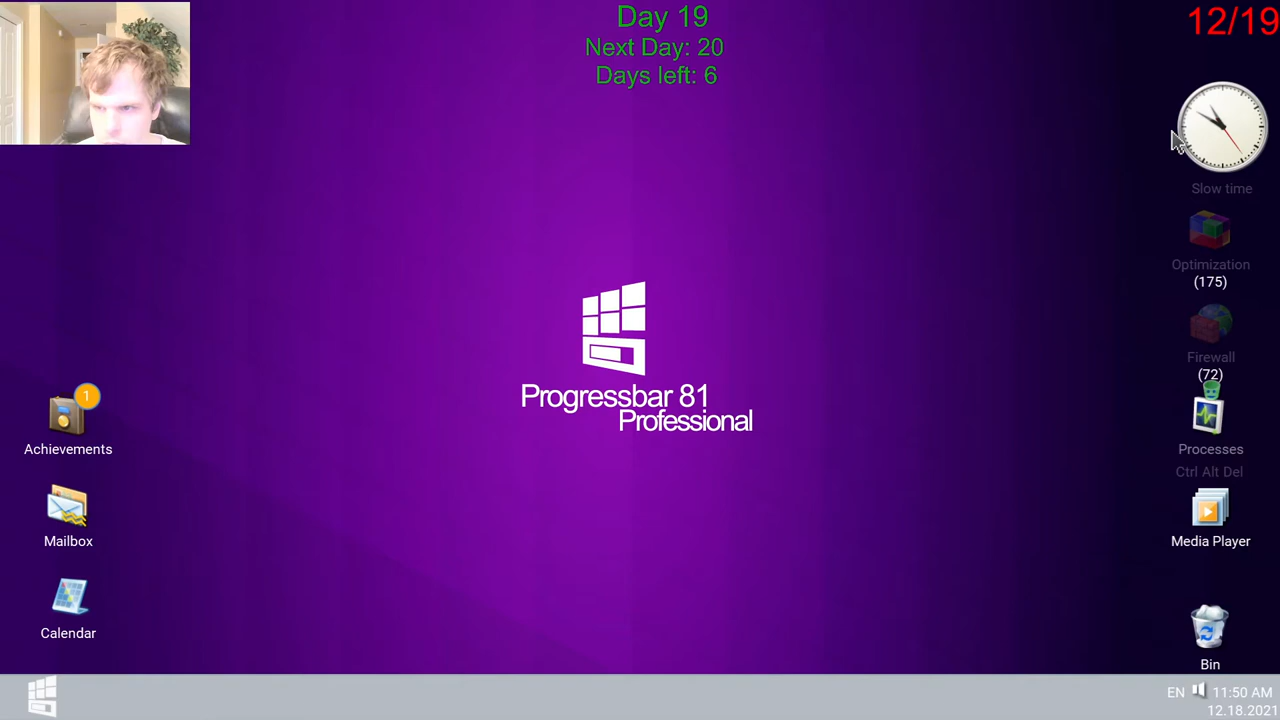 Day 19
Next Day: 20
Days left: 6
12/19
Slow time
Optimization
(175)
Firewall
(72)
Processes
Ctrl Alt Del
Media Player
Bin
Progressbar 81
Professional
1
Achievements
Mailbox
Calendar
EN 11:50 AM
12.18.2021